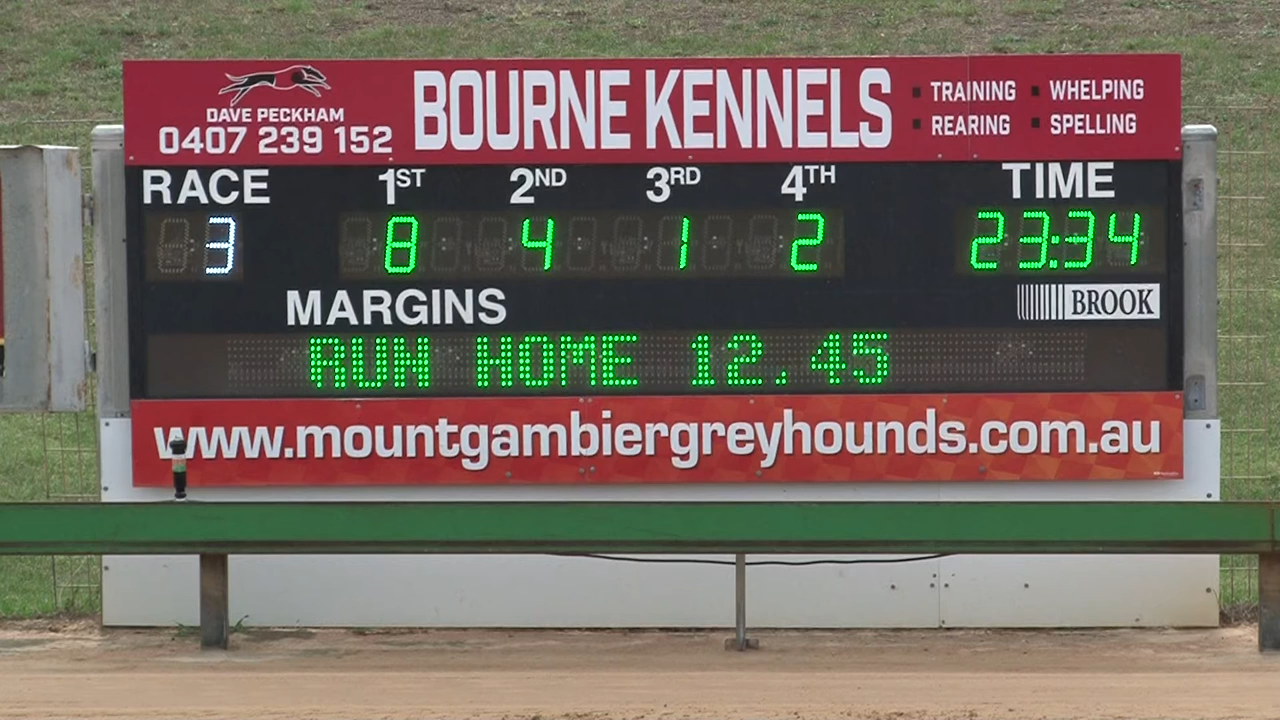 DAVE PECKHAM
0407 239 152
BOURNE KENNELS
TRAINING WHELPING
REARING SPELLING
RACE 1ST 2ND 3RD 4TH TIME
3 8 4 1 2 23:34
MARGINS
BROOK
RUN HOME 12.45
www.mountgambiergreyhounds.com.au